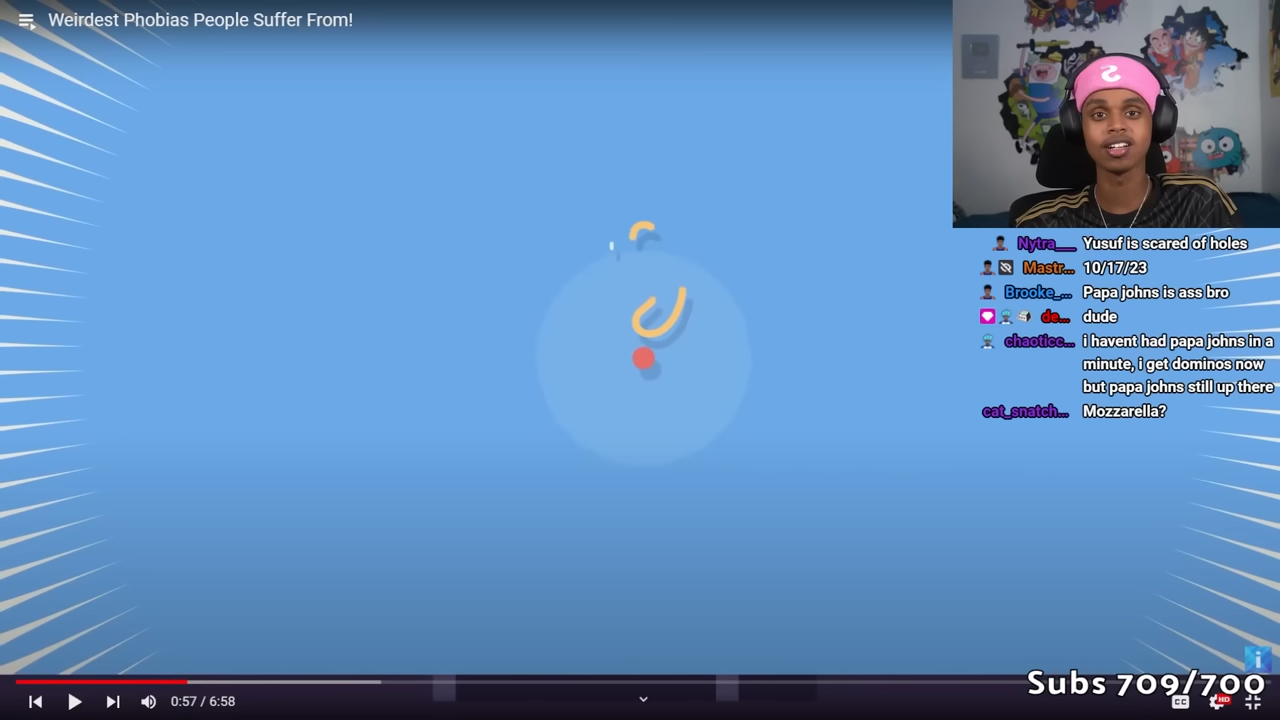 Weirdest Phobias People Suffer From!
Nytra___ Yusuf is scared of holes
Mastr... 10/17/23
Brooke_... Papa johns is ass bro
de... dude
chaoticc... i havent had papa johns in a
minute, i get dominos now
but papa johns still up there
cat_snatch... Mozzarella?
Subs 709/700
0:57 / 6:58
CC
HD